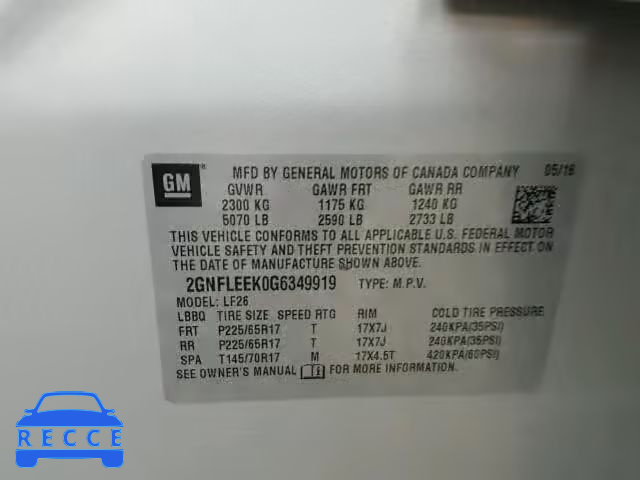 GM
MFD BY GENERAL MOTORS OF CANADA COMPANY 05/16
GVWR GAWR FRT GAWR RR
2300 KG 1175 KG 1240 KG
5070 LB 2590 LB 2733 LB
THIS VEHICLE CONFORMS TO ALL APPLICABLE U.S. FEDERAL MOTOR
VEHICLE SAFETY AND THEFT PREVENTION STANDARDS IN EFFECT ON
THE DATE OF MANUFACTURE SHOWN ABOVE.
2GNFLEEK0G6349919 TYPE: M.P.V.
MODEL: LF26
LBBQ TIRE SIZE SPEED RTG RIM COLD TIRE PRESSURE
FRT P225/65R17 T 17X7J 240KPA(35PSI)
RR P225/65R17 T 17X7J 240KPA(35PSI)
SPA T145/70R17 M 17X4.5T 420KPA(60PSI)
SEE OWNER'S MANUAL FOR MORE INFORMATION.
RECCE